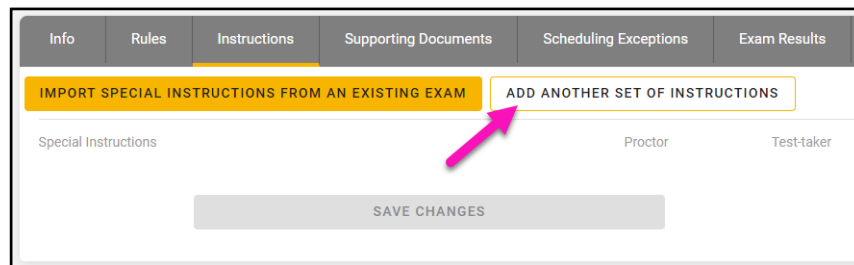 Info Rules Instructions Supporting Documents Scheduling Exceptions Exam Results
IMPORT SPECIAL INSTRUCTIONS FROM AN EXISTING EXAM ADD ANOTHER SET OF INSTRUCTIONS
Special Instructions Proctor Test-taker
SAVE CHANGES